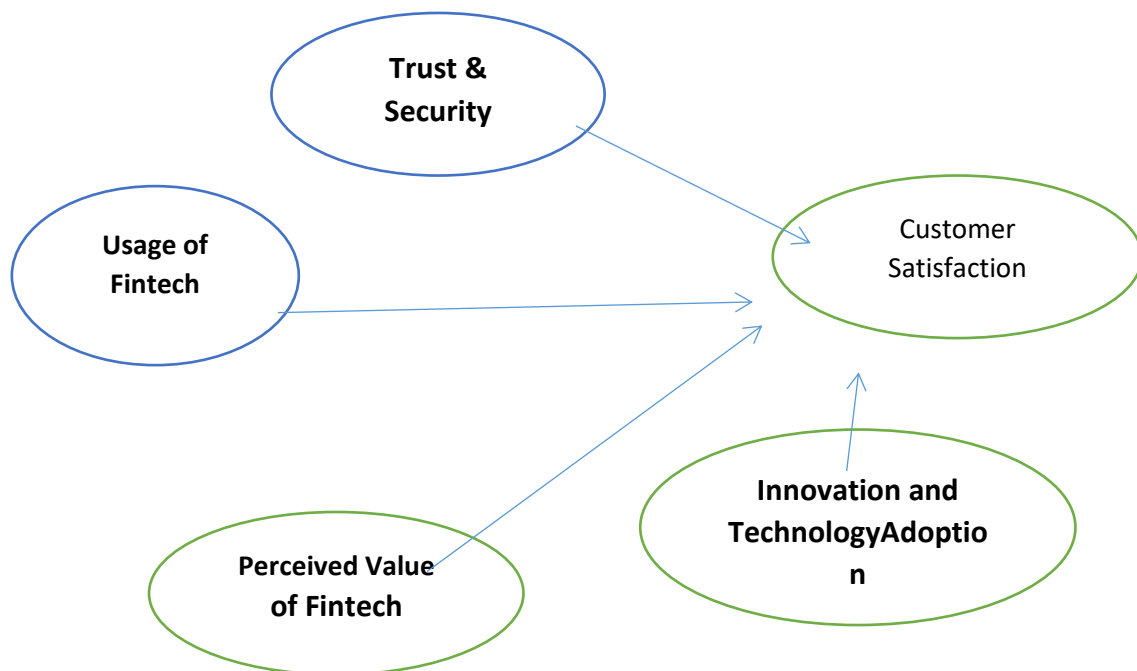 Trust &
Security
Usage of
Fintech
Customer
Satisfaction
Innovation and
TechnologyAdoptio
n
Perceived Value
of Fintech